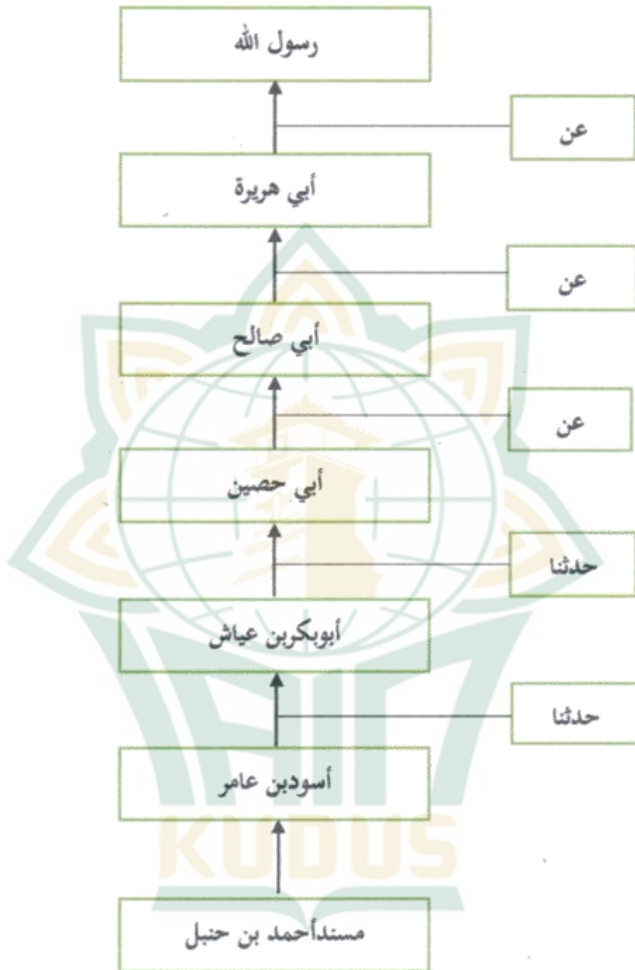 رسول الله
عن
أبي هريرة
عن
أبي صالح
عن
أبي حصين
حدثنا
أبوبكربن عياش
حدثنا
أسودبن عامر
KUDUS
مسندأحمد بن حنبل